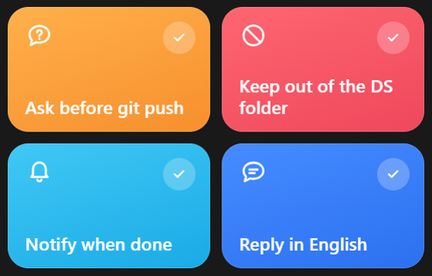 Ask before git push
Keep out of the DS
folder
Notify when done
Reply in English